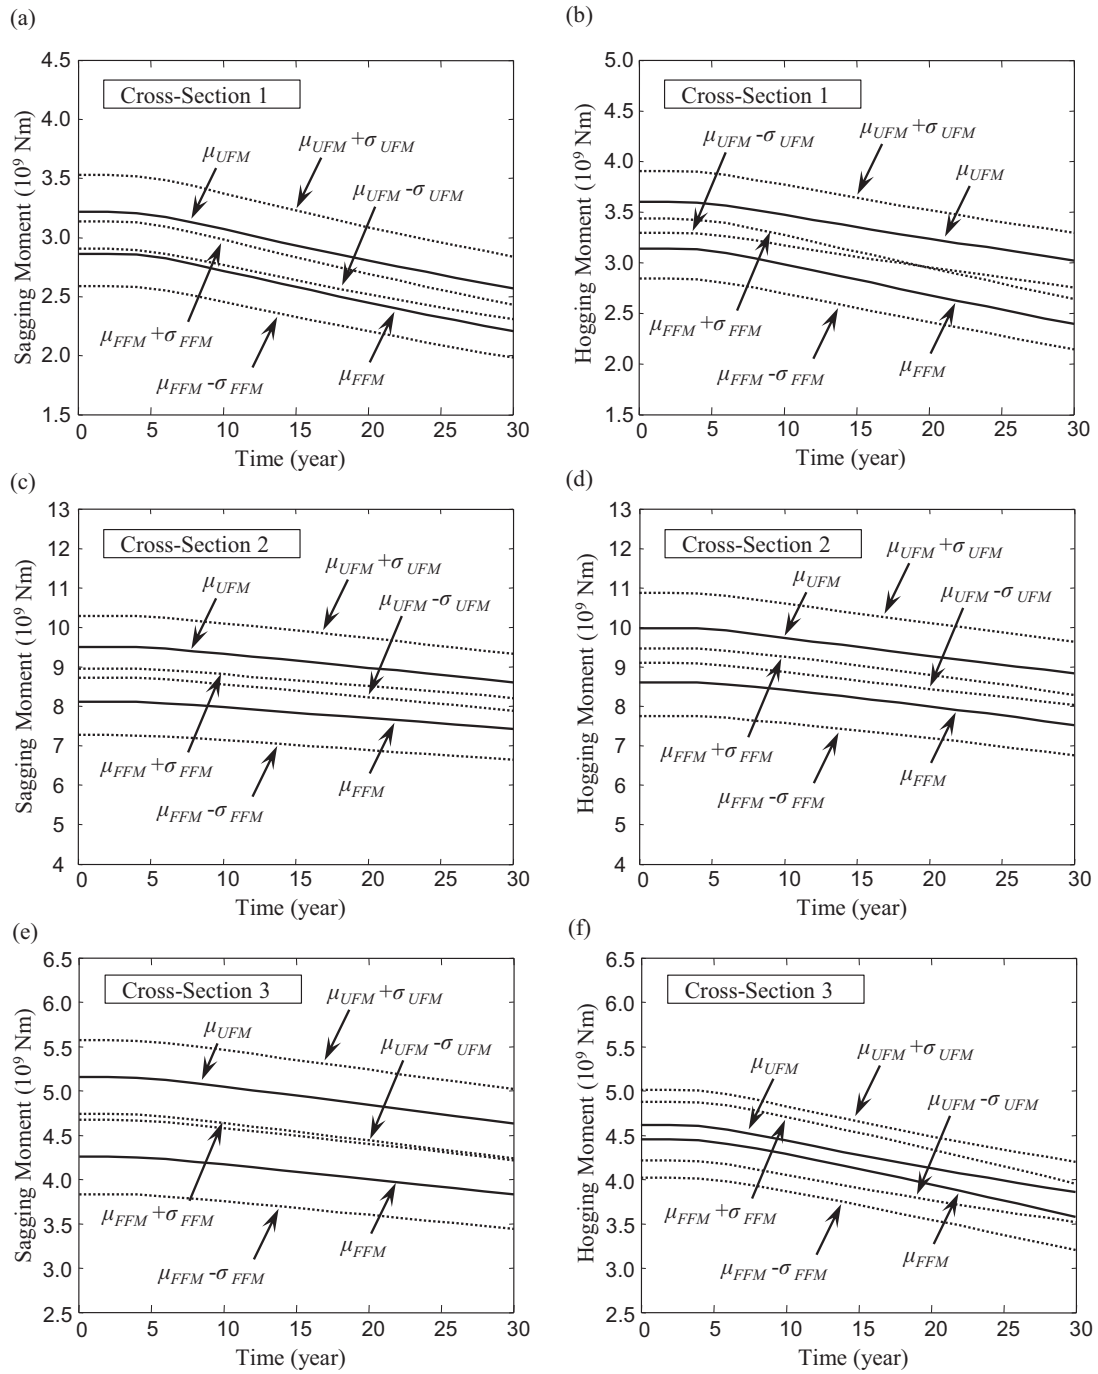 (a)
Sagging Moment (10⁹ Nm)
4.5
4.0
3.5
3.0
2.5
2.0
1.5
Cross-Section 1
μUFM
μUFM+σUFM
μUFM-σUFM
μFFM+σFFM
μFFM-σFFM
μFFM
0 5 10 15 20 25 30
Time (year)
(b)
Hogging Moment (10⁹ Nm)
5.0
4.5
4.0
3.5
3.0
2.5
2.0
1.5
Cross-Section 1
μUFM-σUFM
μUFM+σUFM
μUFM
μFFM+σFFM
μFFM-σFFM
μFFM
0 5 10 15 20 25 30
Time (year)
(c)
Sagging Moment (10⁹ Nm)
13
12
11
10
9
8
7
6
5
4
Cross-Section 2
μUFM+σUFM
μUFM
μUFM-σUFM
μFFM+σFFM
μFFM
μFFM-σFFM
0 5 10 15 20 25 30
Time (year)
(d)
Hogging Moment (10⁹ Nm)
13
12
11
10
9
8
7
6
5
4
Cross-Section 2
μUFM+σUFM
μUFM
μUFM-σUFM
μFFM+σFFM
μFFM
μFFM-σFFM
0 5 10 15 20 25 30
Time (year)
(e)
Sagging Moment (10⁹ Nm)
6.5
6.0
5.5
5.0
4.5
4.0
3.5
3.0
2.5
Cross-Section 3
μUFM+σUFM
μUFM
μUFM-σUFM
μFFM+σFFM
μFFM
μFFM-σFFM
0 5 10 15 20 25 30
Time (year)
(f)
Hogging Moment (10⁹ Nm)
6.5
6.0
5.5
5.0
4.5
4.0
3.0
2.5
Cross-Section 3
μUFM+σUFM
μUFM
μUFM-σUFM
μFFM+σFFM
μFFM
μFFM-σFFM
0 5 10 15 20 25 30
Time (year)